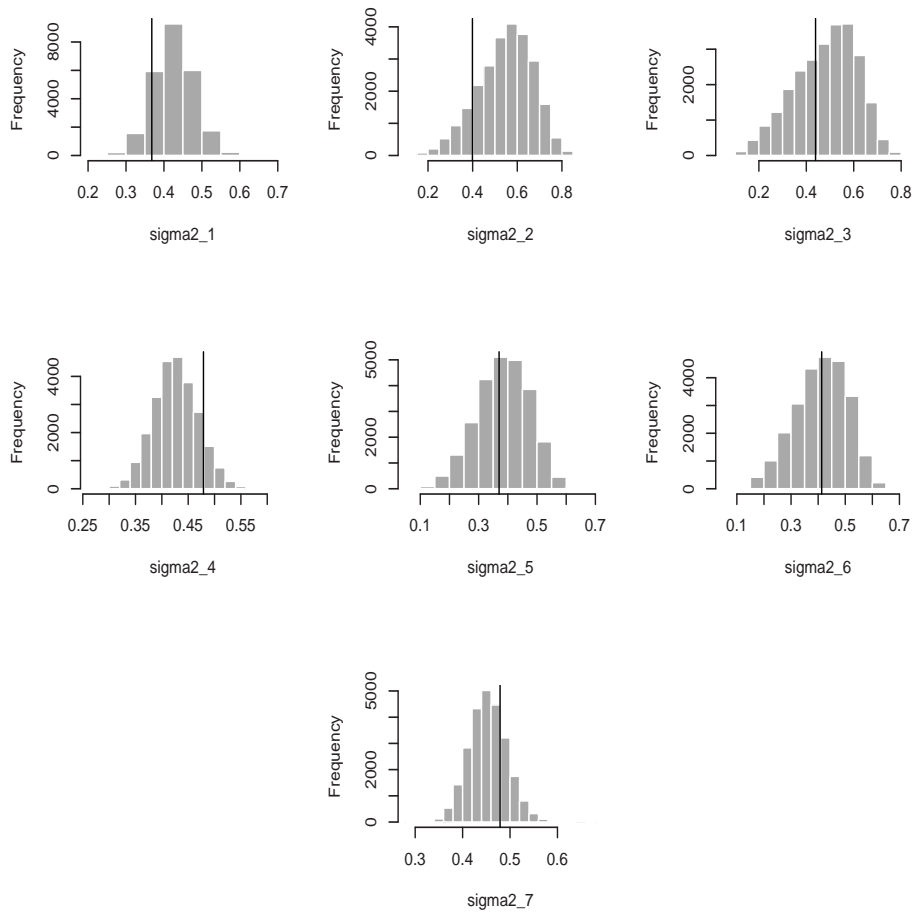 Frequency
0 4000 8000
0.2 0.3 0.4 0.5 0.6 0.7
sigma2_1
Frequency
0 1000 2000 3000 4000
0.2 0.4 0.6 0.8
sigma2_2
Frequency
0 2000
0.2 0.4 0.6 0.8
sigma2_3
Frequency
0 2000 4000
0.25 0.35 0.45 0.55
sigma2_4
Frequency
0 2000 5000
0.1 0.3 0.5 0.7
sigma2_5
Frequency
0 2000 4000
0.1 0.3 0.5 0.7
sigma2_6
Frequency
0 2000 5000
0.3 0.4 0.5 0.6
sigma2_7